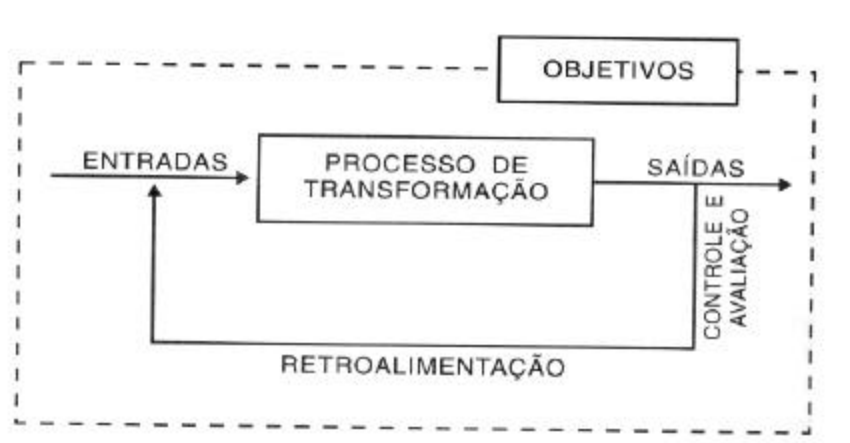 OBJETIVOS
ENTRADAS
PROCESSO DE
TRANSFORMAÇÃO
SAÍDAS
CONTROLE E
AVALIAÇÃO
RETROALIMENTAÇÃO